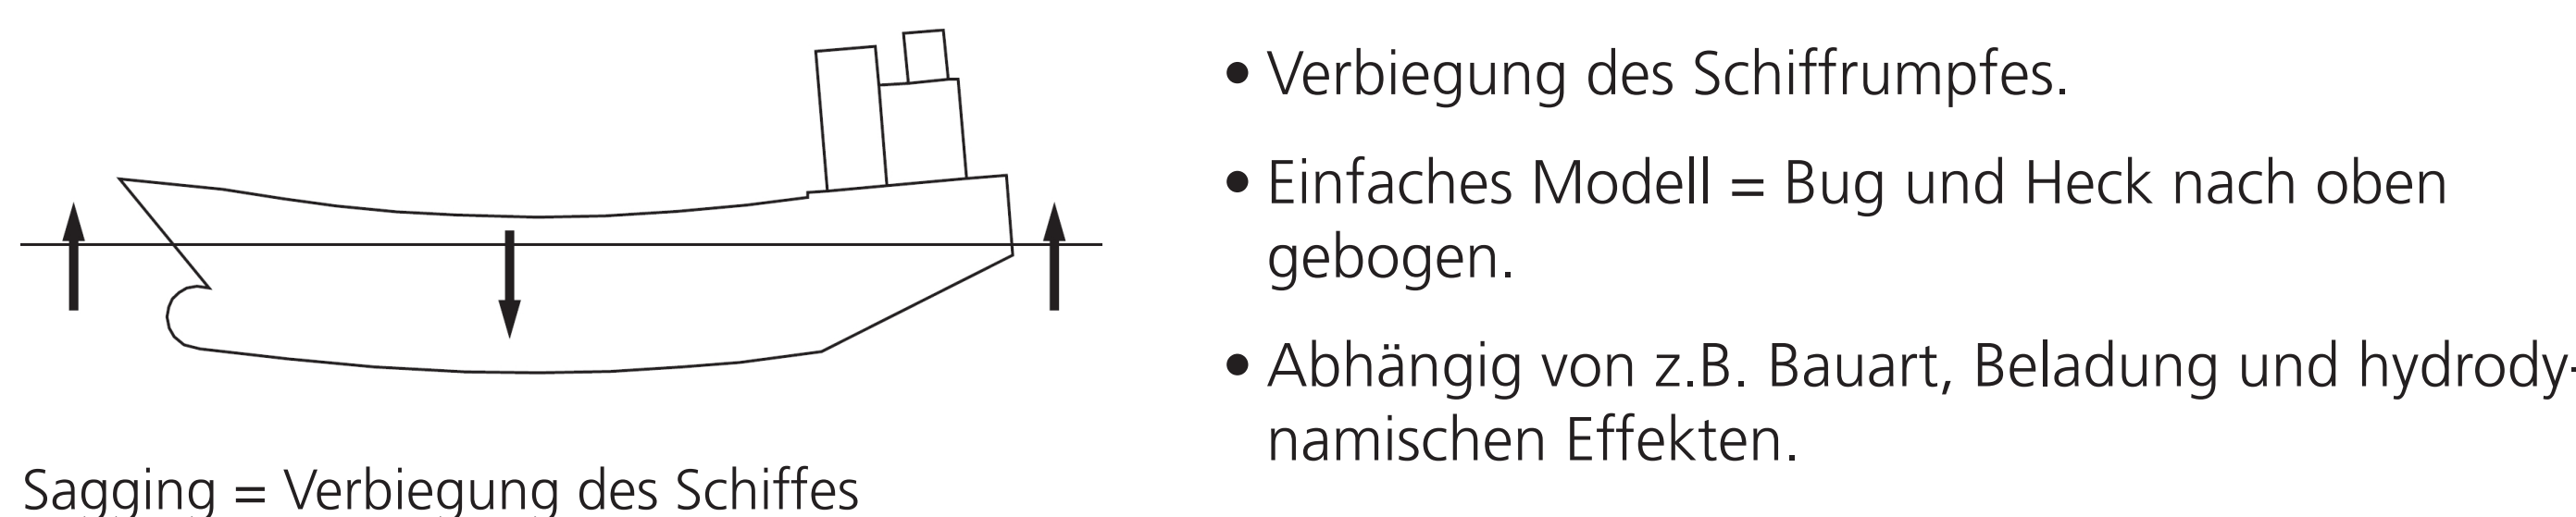 • Verbiegung des Schiffrumpfes.
• Einfaches Modell = Bug und Heck nach oben
gebogen.
• Abhängig von z.B. Bauart, Beladung und hydrody-
namischen Effekten.
Sagging = Verbiegung des Schiffes